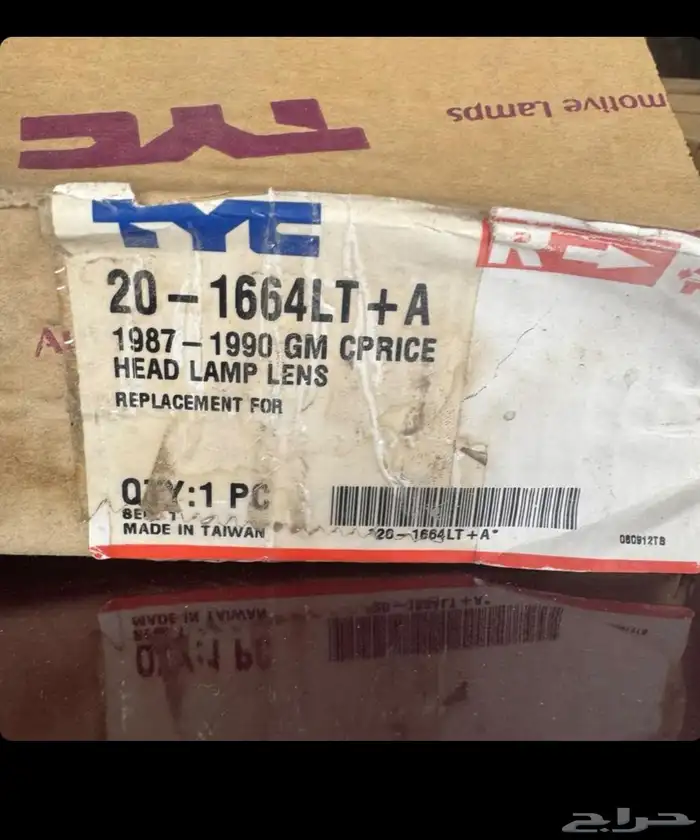 motive Lamps
TYC
TYC
R
20-1664LT+A
1987-1990 GM CPRICE
HEAD LAMP LENS
REPLACEMENT FOR
QTY:1 PC
MADE IN TAIWAN
*20-1664LT+A*
080912TB
حراج